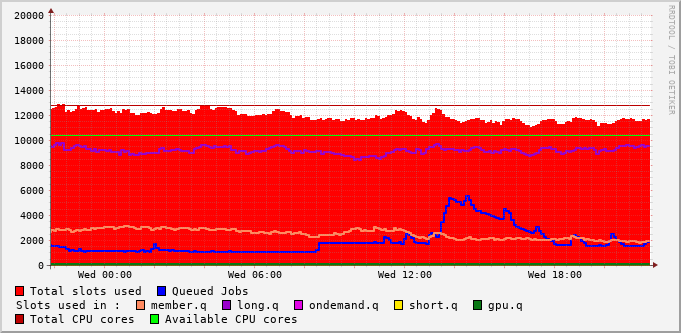 20000
18000
16000
14000
12000
10000
8000
6000
4000
2000
0
Wed 00:00 Wed 06:00 Wed 12:00 Wed 18:00
RRDTOOL / TOBI OETIKER
Total slots used Queued Jobs
Slots used in : member.q long.q ondemand.q short.q gpu.q
Total CPU cores Available CPU cores